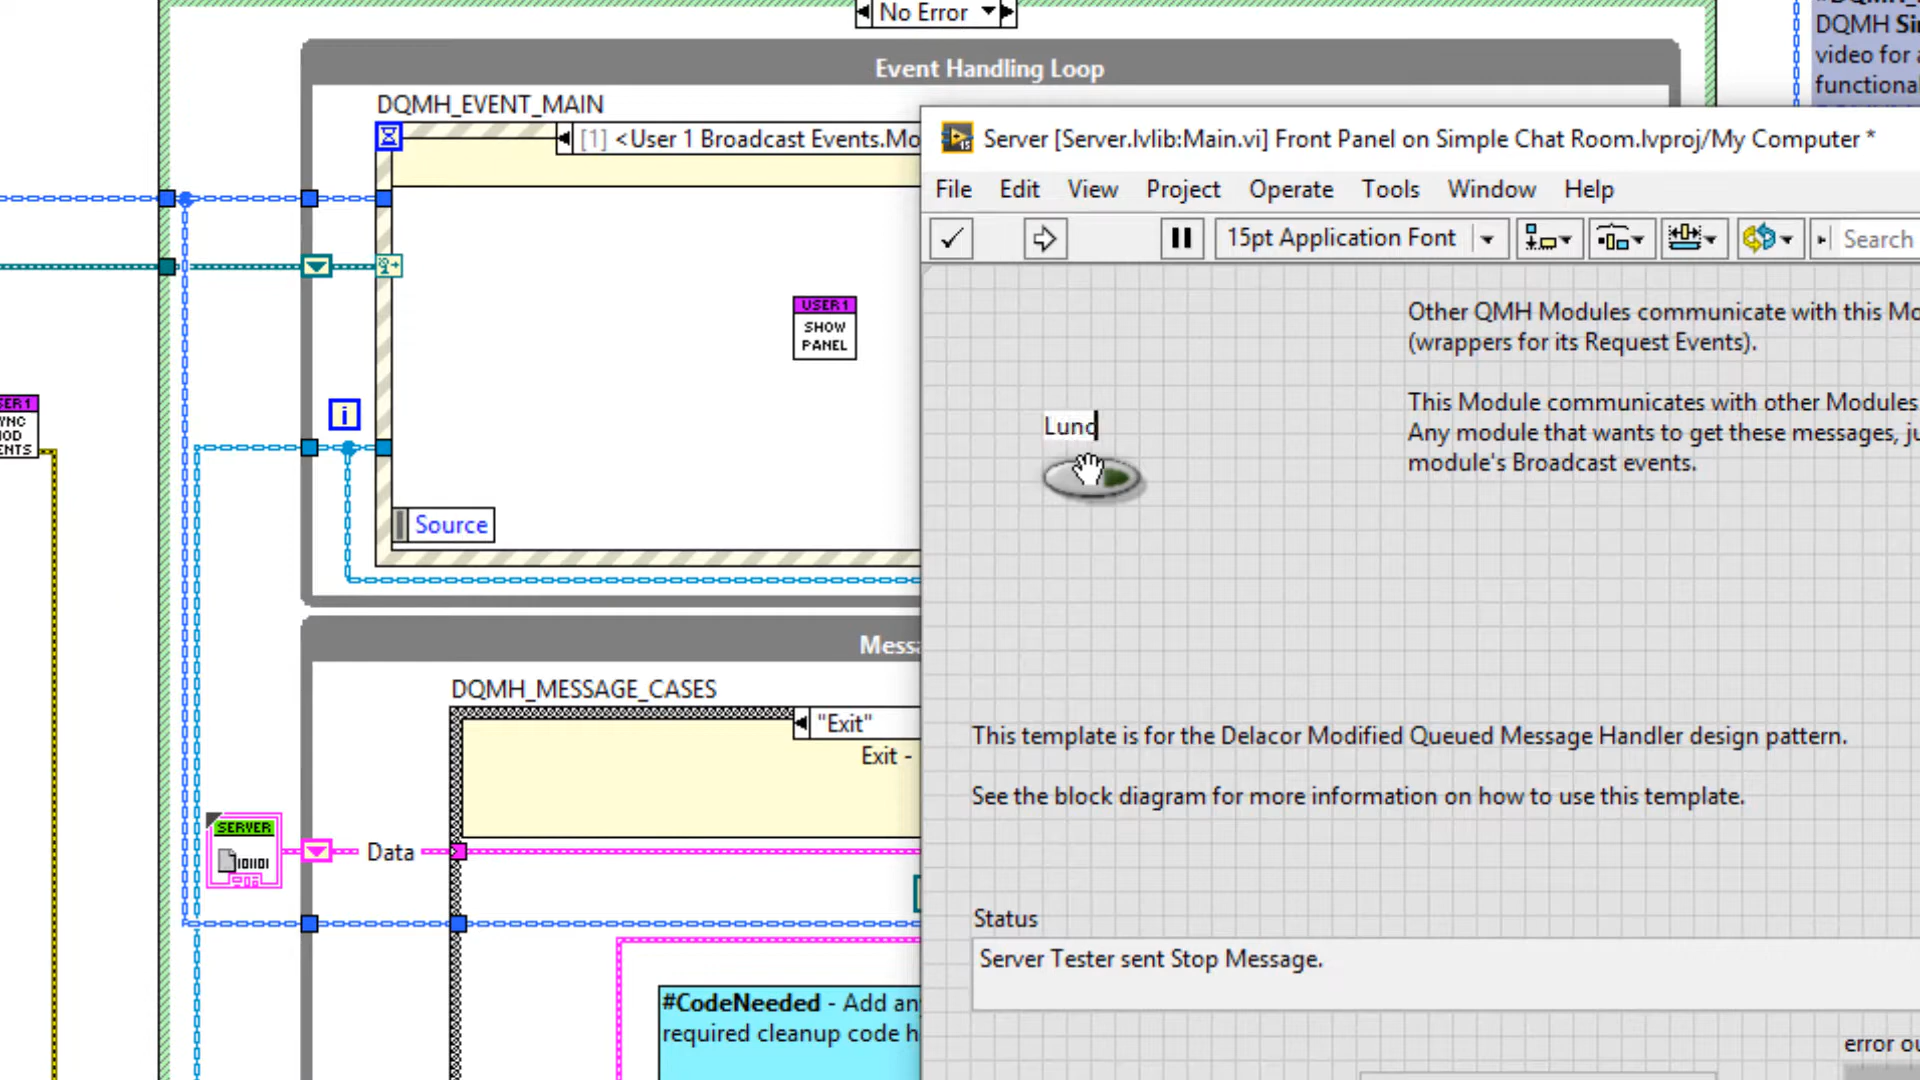 No Error
DQMH Si
video for a
functional
Event Handling Loop
DQMH_EVENT_MAIN
[1] <User 1 Broadcast Events.Mo
Server [Server.lvlib:Main.vi] Front Panel on Simple Chat Room.lvproj/My Computer *
File Edit View Project Operate Tools Window Help
15pt Application Font
Search
USER1
SHOW
PANEL
Other QMH Modules communicate with this Mo
(wrappers for its Request Events).
This Module communicates with other Modules
Any module that wants to get these messages, ju
module's Broadcast events.
SER1
YNC
OD
ENTS
i
Lunc
Source
Mess
DQMH_MESSAGE_CASES
"Exit"
Exit -
This template is for the Delacor Modified Queued Message Handler design pattern.
See the block diagram for more information on how to use this template.
SERVER
Data
Status
Server Tester sent Stop Message.
#CodeNeeded - Add an
required cleanup code h
error ou